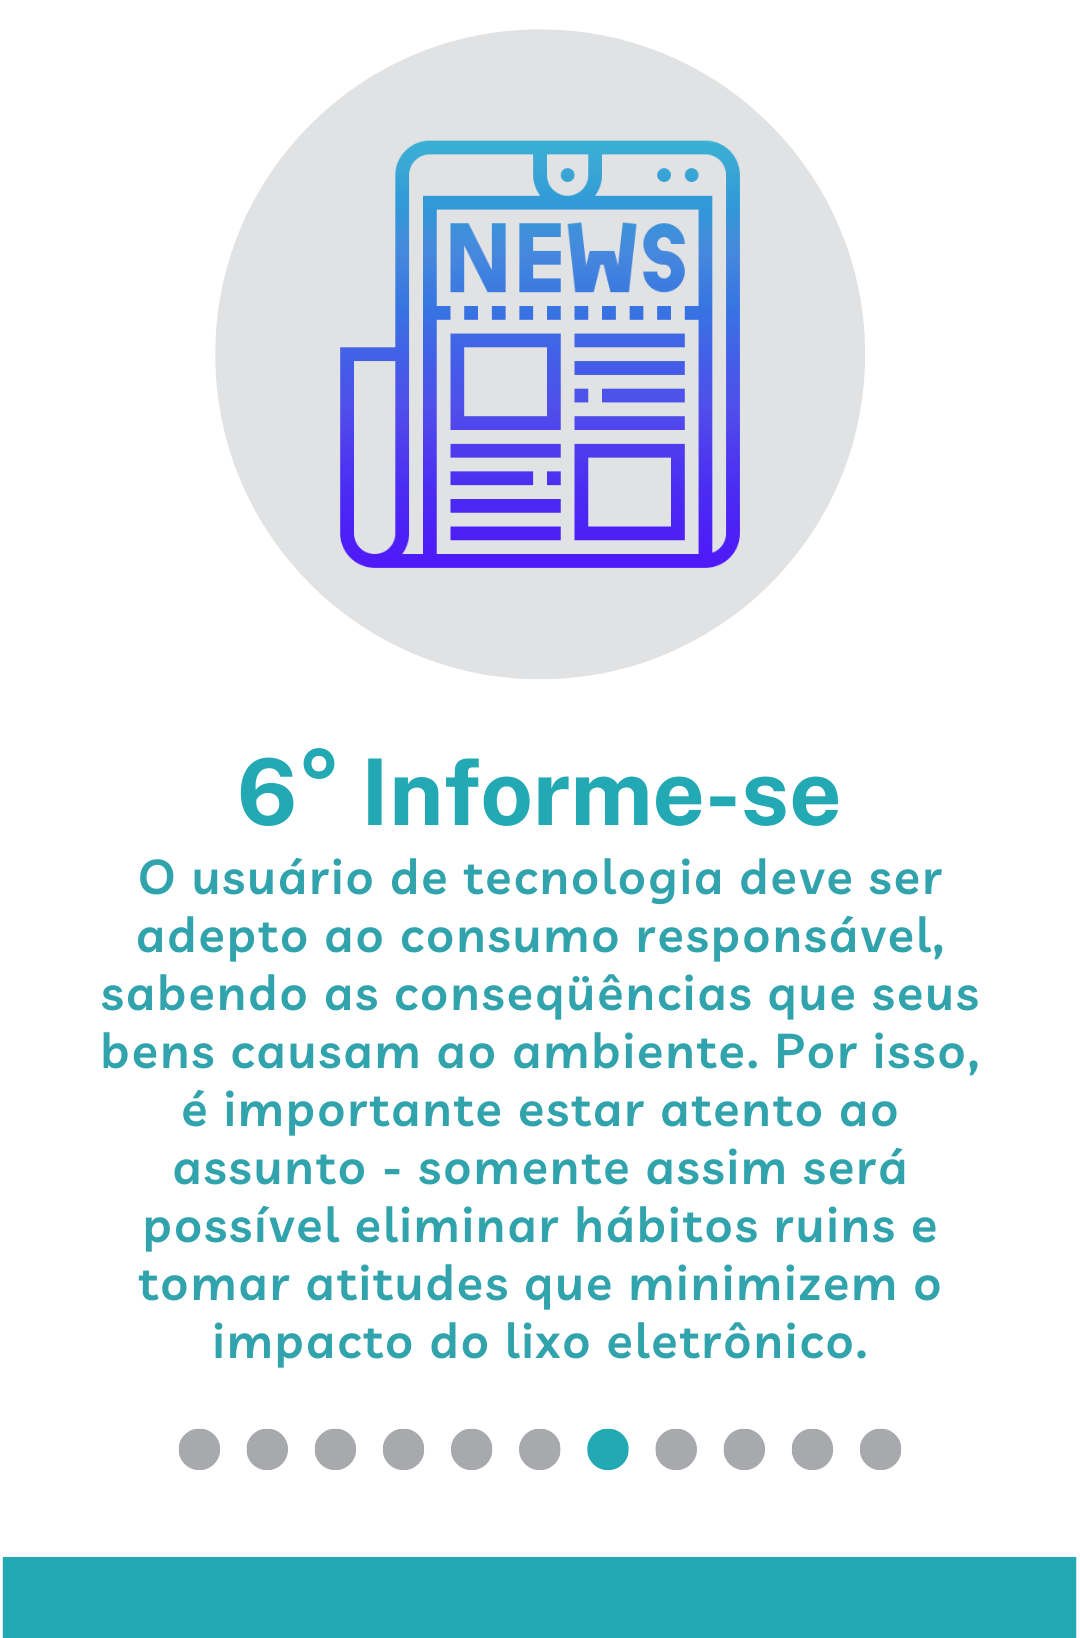 NEWS
6° Informe-se
O usuário de tecnologia deve ser
adepto ao consumo responsável,
sabendo as conseqüências que seus
bens causam ao ambiente. Por isso,
é importante estar atento ao
assunto - somente assim será
possível eliminar hábitos ruins e
tomar atitudes que minimizem o
impacto do lixo eletrônico.